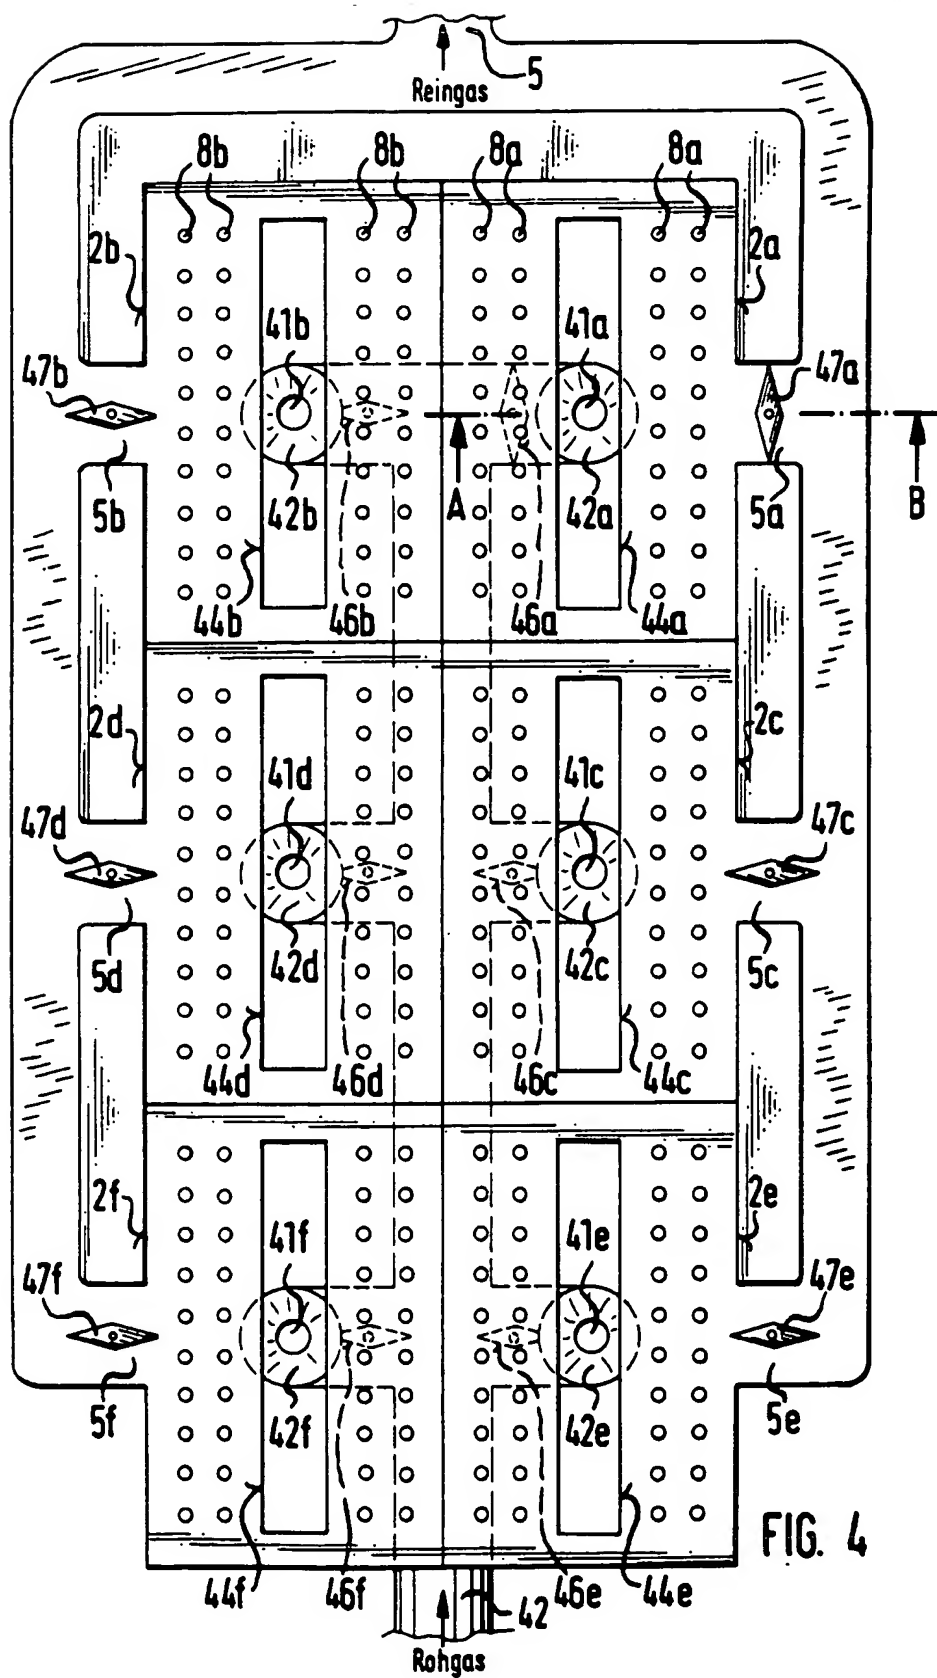 5
Reingas
8b 8b 8a 8a
2b 2a
41b 41a
47b 47a
5b 42b A 42a 5a B
44b 46b 46a 44a
2d 2c
41d 41c
47d 47c
5d 42d 42c 5c
44d 46d 46c 44c
2f 2e
41f 41e
47f 47e
5f 42f 42e 5e
FIG. 4
44f 46f 42 46e 44e
Rohgas